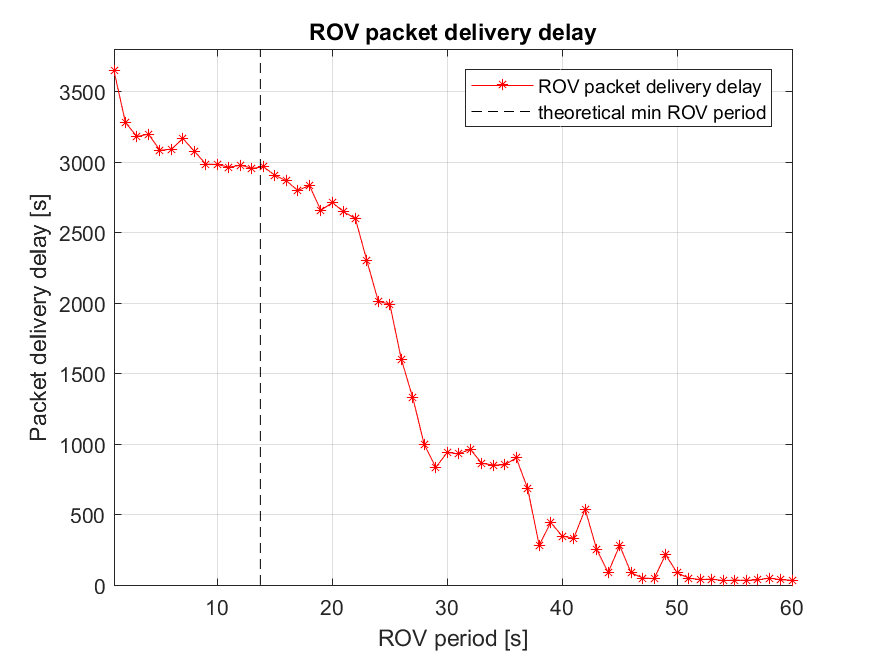 ROV packet delivery delay
ROV packet delivery delay
theoretical min ROV period
Packet delivery delay [s]
3500
3000
2500
2000
1500
1000
500
0
10 20 30 40 50 60
ROV period [s]